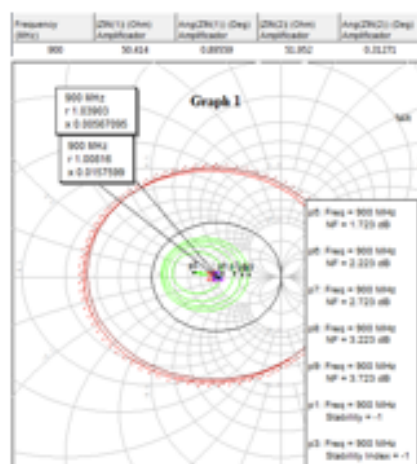 Frequency (MHz) |ZIN(1)| (Ohm) Amplificador Ang(ZIN(1)) (Deg) Amplificador |ZIN(2)| (Ohm) Amplificador Ang(ZIN(2)) (Deg) Amplificador
900 50.414 0.88559 51.952 0.31271
Graph 1
900 MHz
r 1.03903
x 0.00567095
900 MHz
r 1.00816
x 0.0157599
p5: Freq = 900 MHz
NF = 1.723 dB
p6: Freq = 900 MHz
NF = 2.223 dB
p7: Freq = 900 MHz
NF = 2.723 dB
p8: Freq = 900 MHz
NF = 3.223 dB
p9: Freq = 900 MHz
NF = 3.723 dB
p1: Freq = 900 MHz
Stability = -1
p3: Freq = 900 MHz
Stability Index = -1